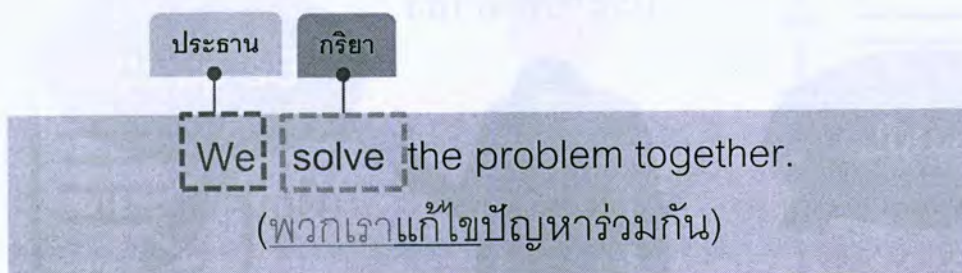 ประธาน กริยา
We solve the problem together.
(พวกเราแก้ไขปัญหาร่วมกัน)